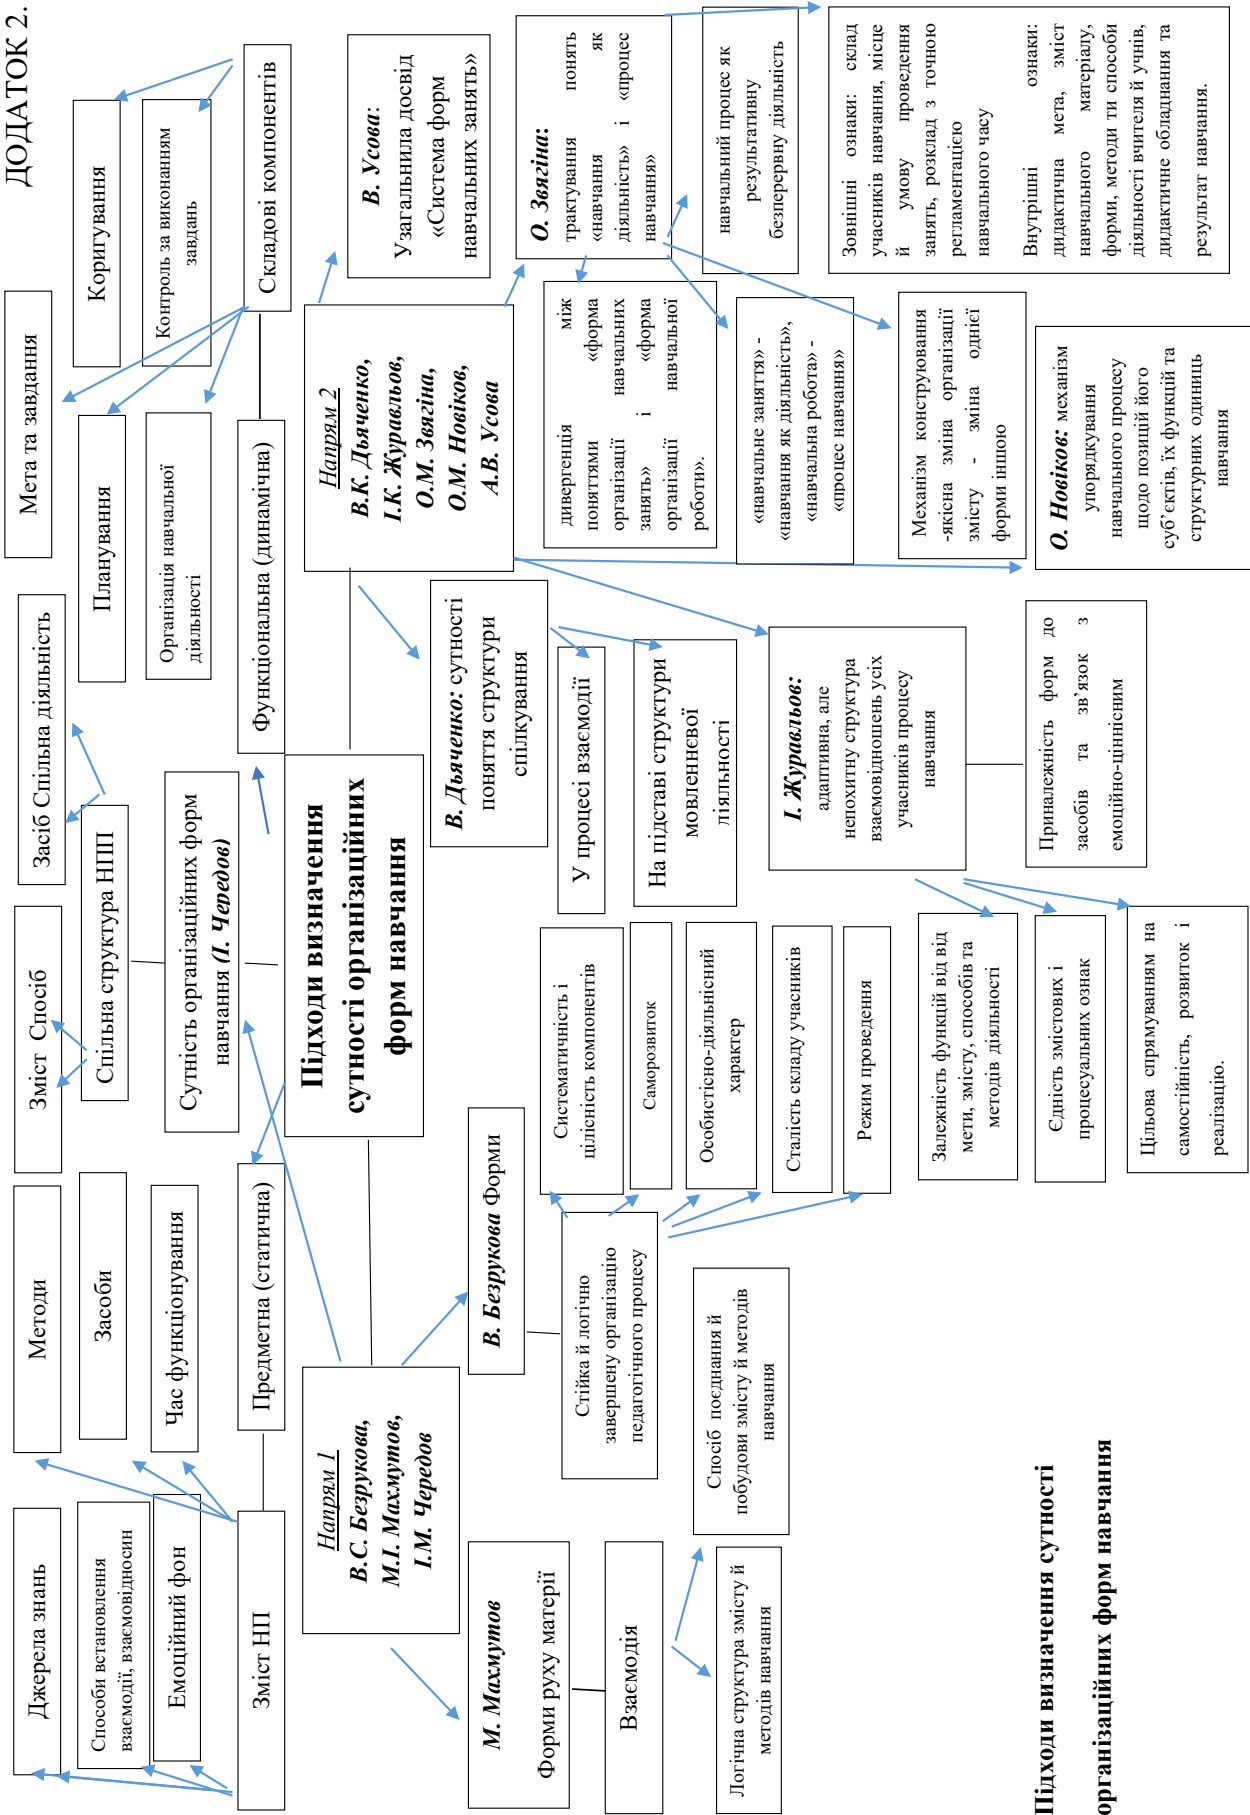 ДОДАТОК 2.
Джерела знань
Методи
Зміст  Спосіб
Засіб Спільна діяльність
Мета та завдання
Способи встановлення
взаємодії, взаємовідносин
Засоби
Спільна структура НПП
Планування
Коригування
Емоційний фон
Час функціонування
Сутність організаційних форм
навчання (І. Чередов)
Організація навчальної
діяльності
Контроль за виконанням
завдань
Зміст НП
Предметна (статична)
Функціональна (динамічна)
Складові компонентів
Підходи визначення
сутності організаційних
форм навчання
Напрям 1
В.С. Безрукова,
М.І. Махмутов,
І.М. Чередов
Напрям 2
В.К. Дьяченко,
І.К. Журавльов,
О.М. Звягіна,
О.М. Новіков,
А.В. Усова
В. Усова:
Узагальнила досвід
«Система форм
навчальних занять»
М. Махмутов
Форми руху матерії
Взаємодія
Логічна структура змісту й
методів навчання
Спосіб поєднання й
побудови змісту й методів
навчання
В. Безрукова Форми
Стійка й логічно
завершену організацію
педагогічного процесу
Систематичність і
цілісність компонентів
Саморозвиток
Особистісно-діяльнісний
характер
Сталість складу учасників
Режим проведення
В. Дьяченко: сутності
поняття структури
спілкування
У процесі взаємодії
На підставі структури
мовленнєвої
діяльності
О. Звягіна:
трактування понять
«навчання як
діяльність» і «процес
навчання»
дивергенція між
поняттями «форма
організації навчальних
занять» і «форма
організації навчальної
роботи».
навчальний процес як
результативну
безперервну діяльність
«навчальне заняття» -
«навчання як діяльність»,
«навчальна робота» -
«процес навчання»
Зовнішні ознаки: склад
учасників навчання, місце
й умову проведення
занять, розклад з точною
регламентацією
навчального часу
Внутрішні ознаки:
дидактична мета, зміст
навчального матеріалу,
форми, методи ти способи
діяльності вчителя й учнів,
дидактичне обладнання та
результат навчання.
Механізм конструювання
-якісна зміна організації
змісту - зміна однієї
форми іншою
І. Журавльов:
адаптивна, але
непохитну структура
взаємовідношень усіх
учасників процесу
навчання
Приналежність форм до
засобів та зв’язок з
емоційно-ціннісним
Залежність функцій від від
мети, змісту, способів та
методів діяльності
Єдність змістових і
процесуальних ознак
Цільова спрямуванням на
самостійність, розвиток і
реалізацію.
О. Новіков: механізм
упорядкування
навчального процесу
щодо позицій його
суб’єктів, їх функцій та
структурних одиниць
навчання
Підходи визначення сутності
організаційних форм навчання